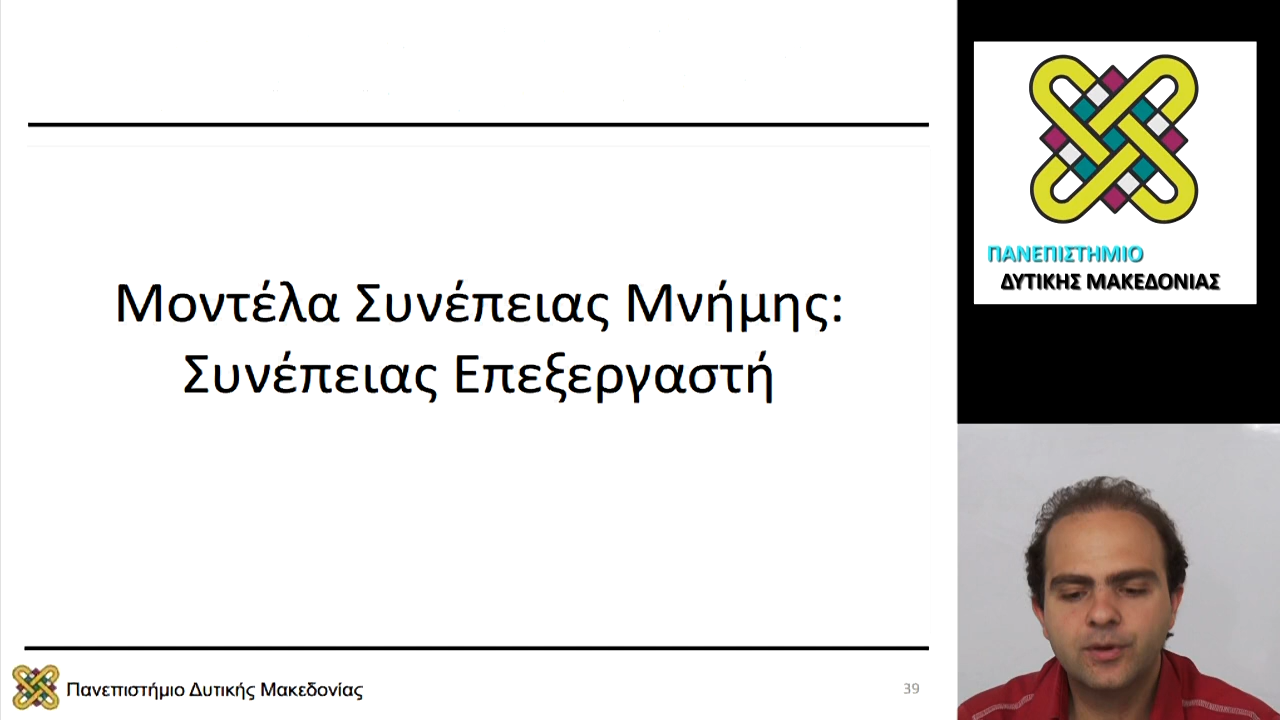 Μοντέλα Συνέπειας Μνήμης:
Συνέπειας Επεξεργαστή
Πανεπιστήμιο Δυτικής Μακεδονίας
39
ΠΑΝΕΠΙΣΤΗΜΙΟ
ΔΥΤΙΚΗΣ ΜΑΚΕΔΟΝΙΑΣ